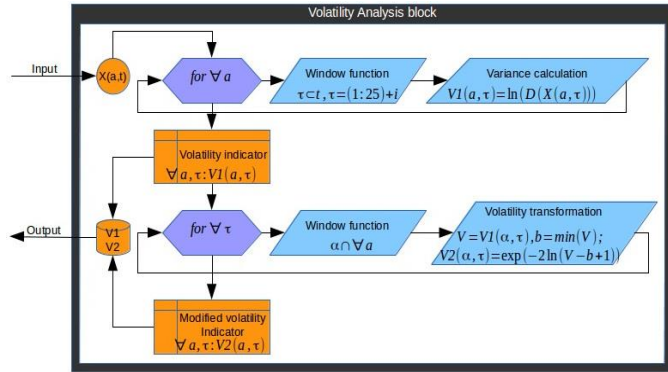 Volatility Analysis block
Input
X(a,t)
for ∀ a
Window function
τ⊂t,τ=(1:25)+i
Variance calculation
V1(a,τ)=ln(D(X(a,τ)))
Volatility indicator
∀ a,τ:V1(a,τ)
Output
V1
V2
for ∀ τ
Window function
α∩∀ a
Volatility transformation
V=V1(α,τ),b=min(V);
V2(α,τ)=exp(−2ln(V−b+1))
Modified volatility
Indicator
∀ a,τ:V2(a,τ)